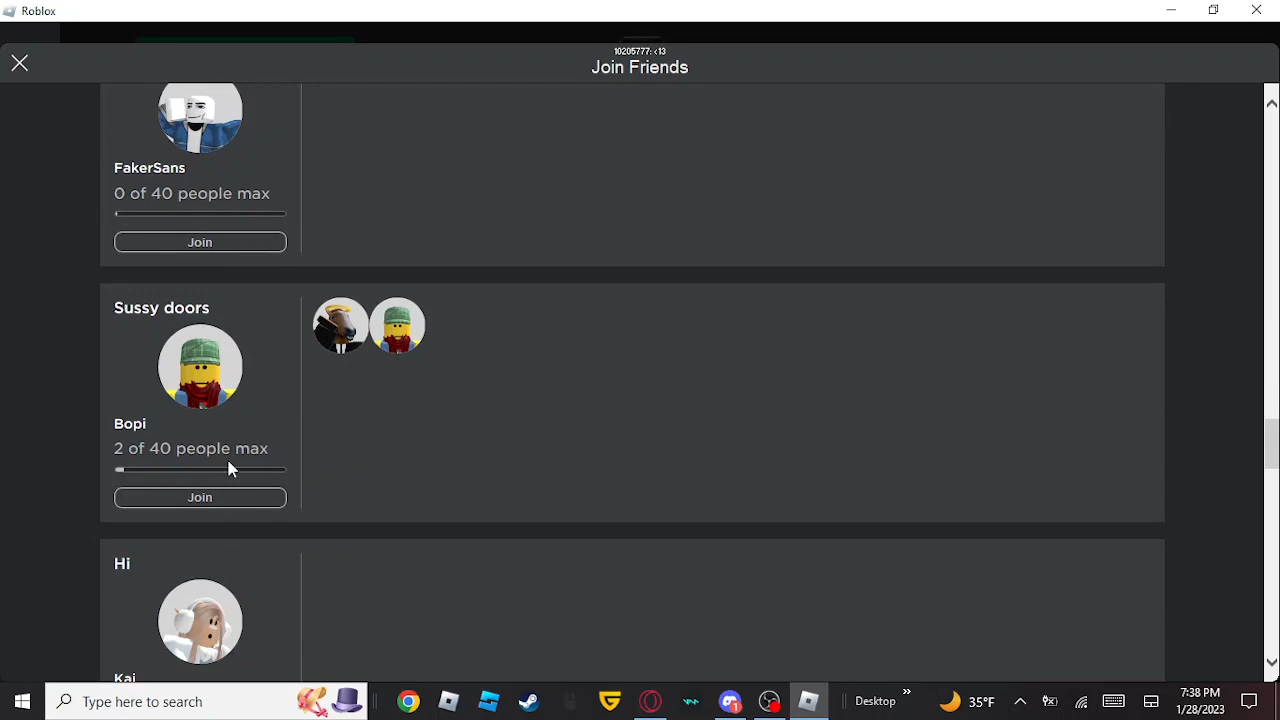 Roblox
10205777: <13
Join Friends
FakerSans
0 of 40 people max
Join
Sussy doors
Bopi
2 of 40 people max
Join
Hi
Kai
Type here to search
1
Desktop
35°F
7:38 PM
1/28/2023